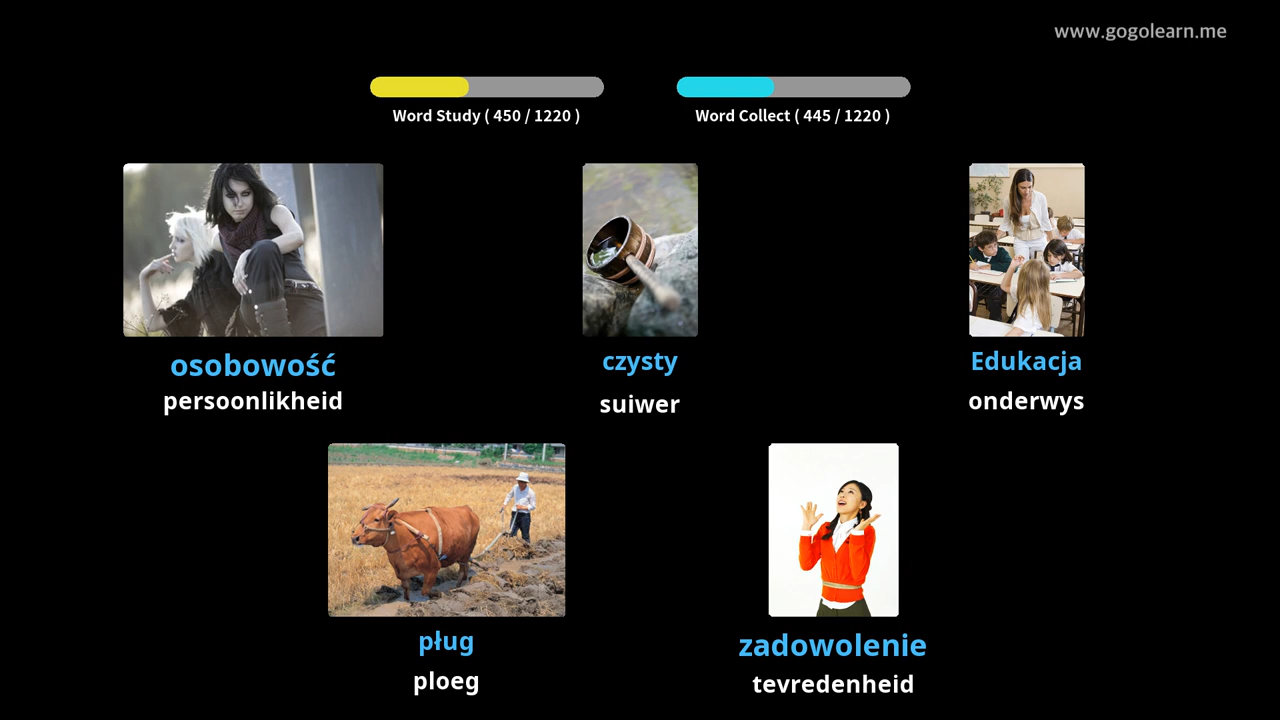 www.gogolearn.me
Word Study ( 450 / 1220 )
Word Collect ( 445 / 1220 )
osobowość
persoonlikheid
czysty
suiwer
Edukacja
onderwys
pług
ploeg
zadowolenie
tevredenheid